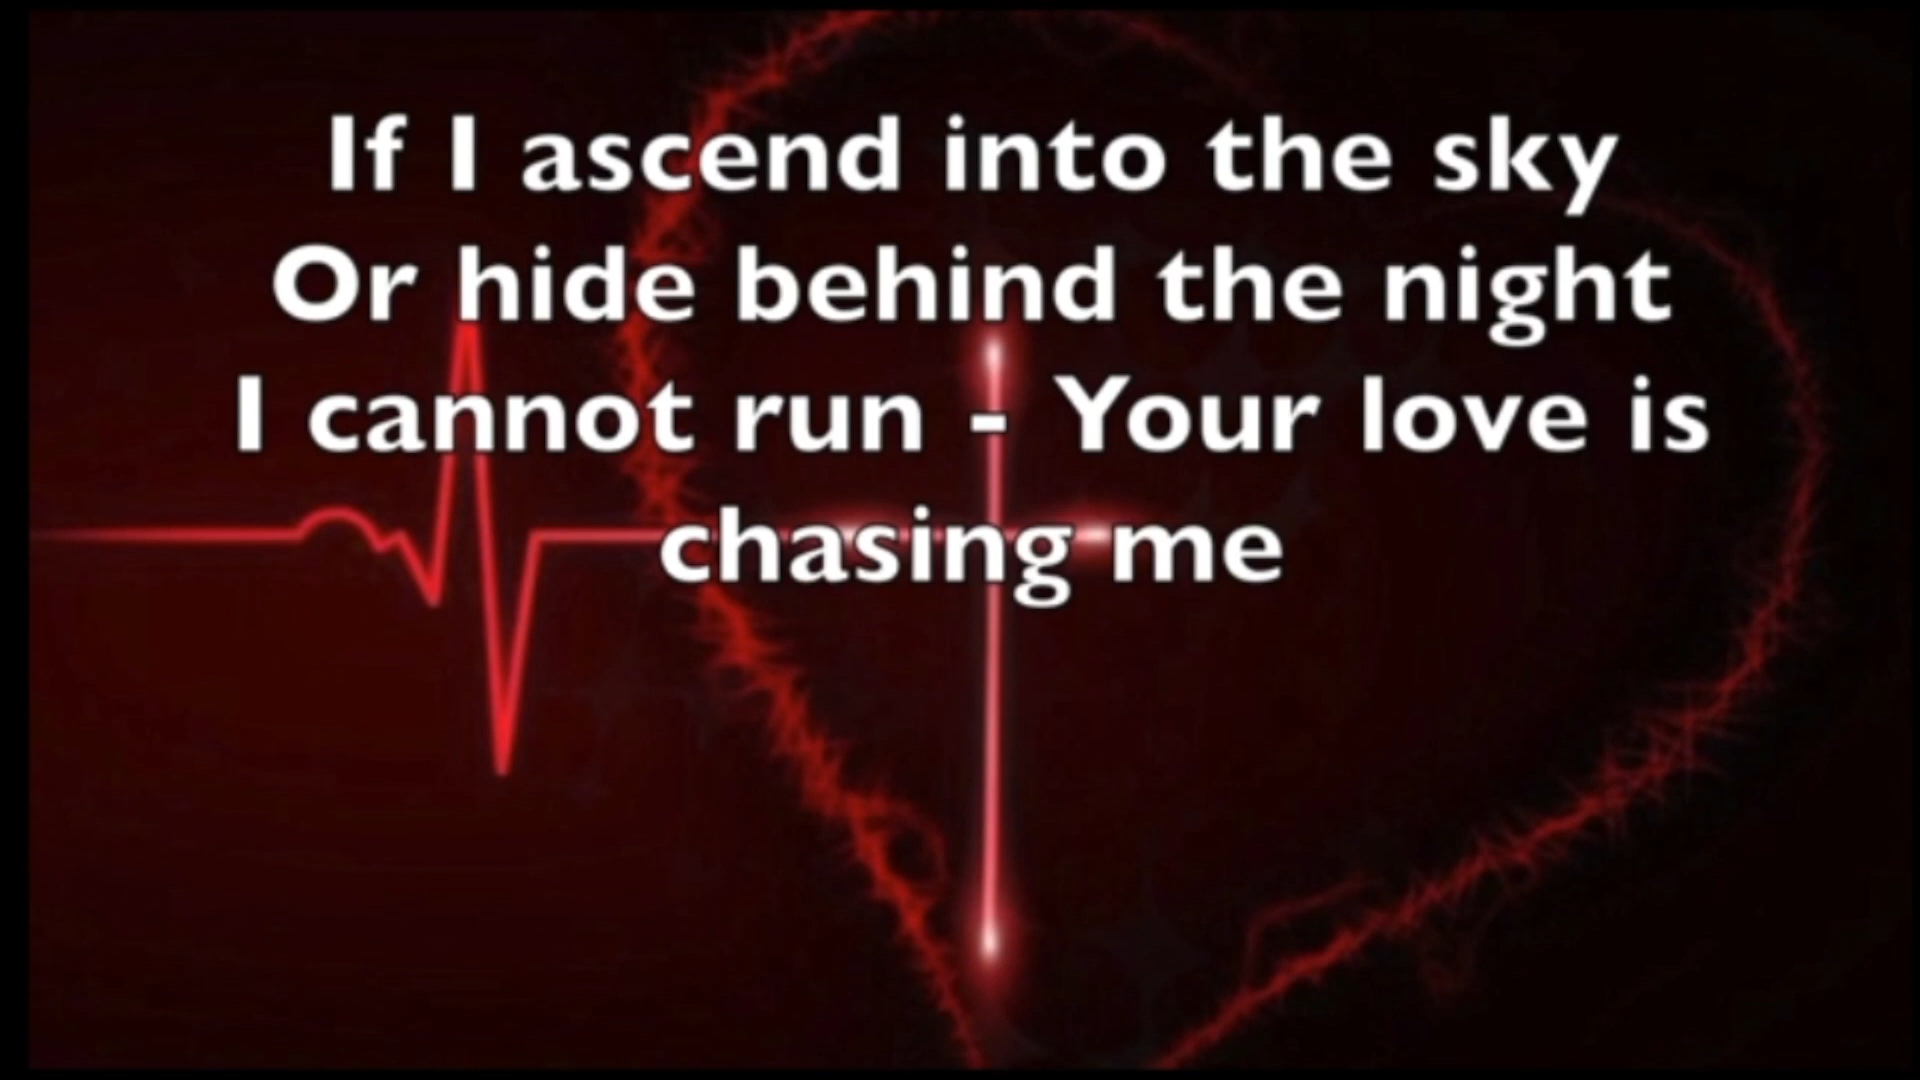 If I ascend into the sky
Or hide behind the night
I cannot run - Your love is
chasing me